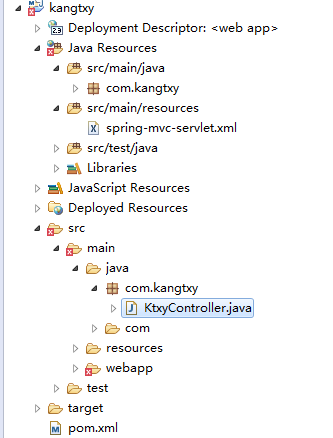 kangtxy
Deployment Descriptor: <web app>
Java Resources
src/main/java
com.kangtxy
src/main/resources
spring-mvc-servlet.xml
src/test/java
Libraries
JavaScript Resources
Deployed Resources
src
main
java
com.kangtxy
KtxyController.java
com
resources
webapp
test
target
pom.xml